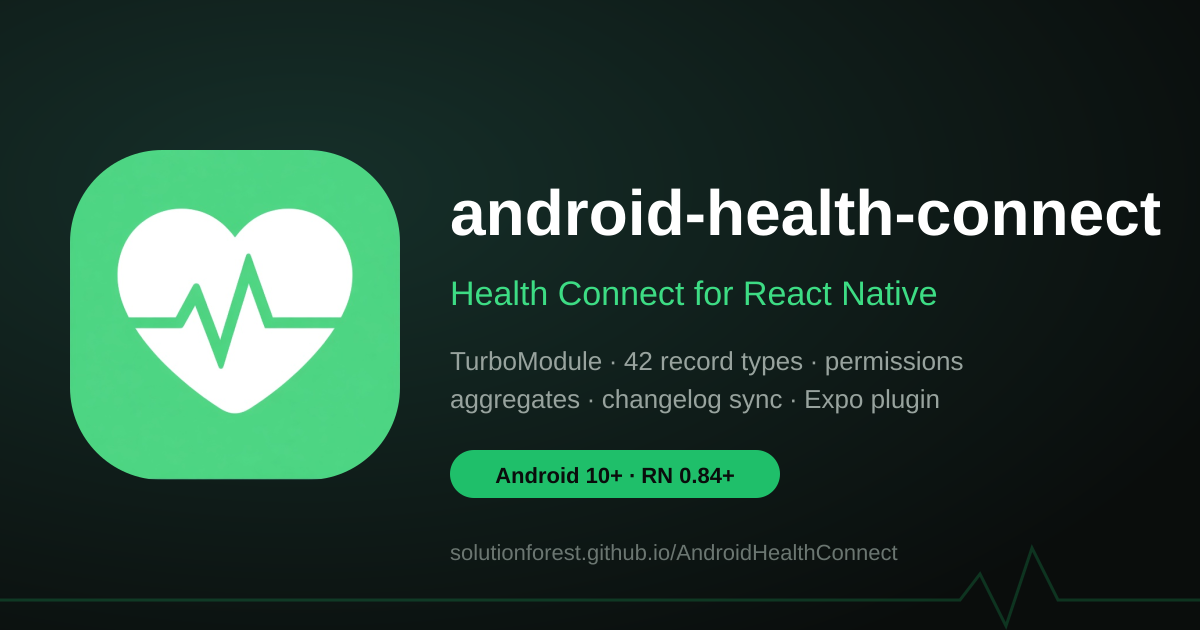 android-health-connect
Health Connect for React Native
TurboModule · 42 record types · permissions
aggregates · changelog sync · Expo plugin
Android 10+ · RN 0.84+
solutionforest.github.io/AndroidHealthConnect